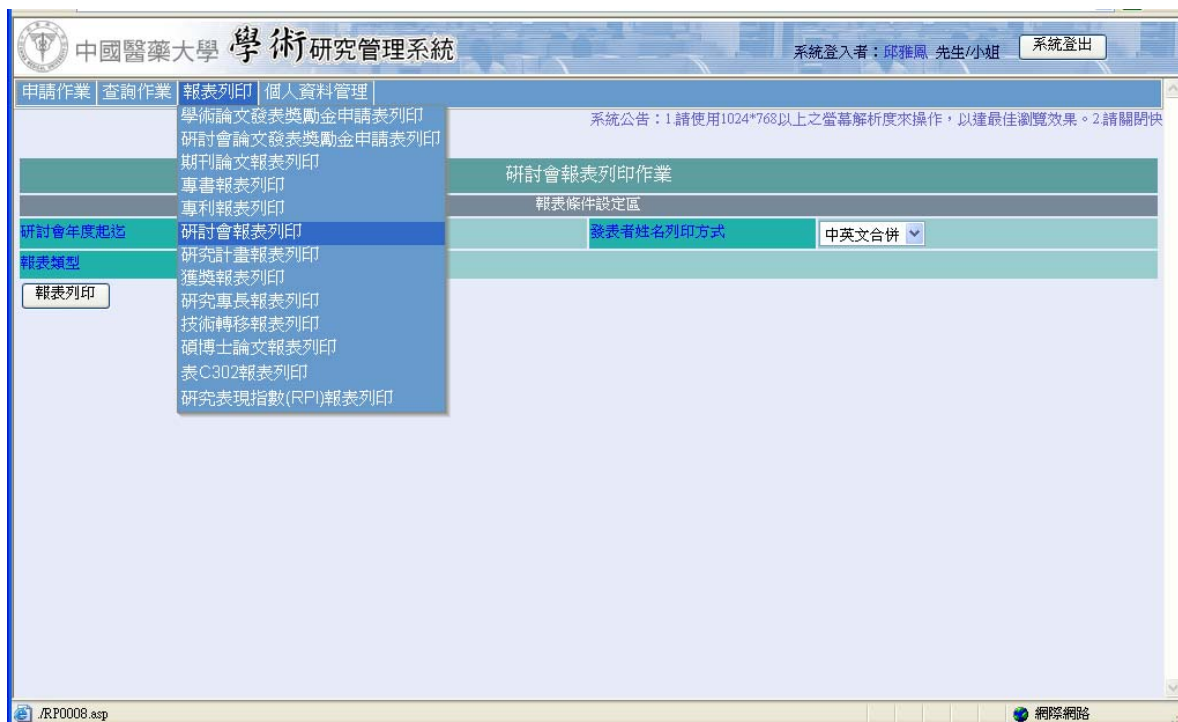 中國醫藥大學 學術研究管理系統
系統登入者：邱雅鳳 先生/小姐 系統登出
申請作業 查詢作業 報表列印 個人資料管理
系統公告：1.請使用1024*768以上之螢幕解析度來操作，以達最佳瀏覽效果。2.請關閉快
學術論文發表獎勵金申請表列印
研討會論文發表獎勵金申請表列印
期刊論文報表列印
專書報表列印
專利報表列印
研討會報表列印
研究計畫報表列印
獲獎報表列印
研究專長報表列印
技術轉移報表列印
碩博士論文報表列印
表C302報表列印
研究表現指數(RPI)報表列印
研討會報表列印作業
報表條件設定區
研討會年度起迄 發表者姓名列印方式 中英文合併
報表類型
報表列印
./RP0008.asp 網際網路